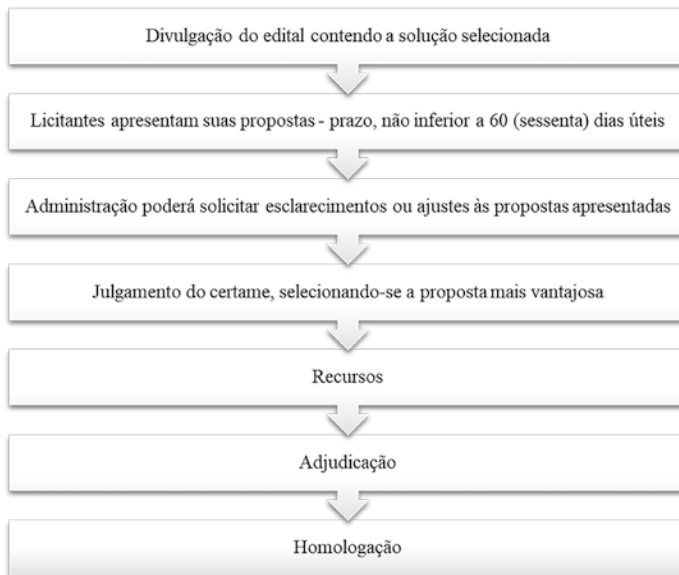 Divulgação do edital contendo a solução selecionada
Licitantes apresentam suas propostas - prazo, não inferior a 60 (sessenta) dias úteis
Administração poderá solicitar esclarecimentos ou ajustes às propostas apresentadas
Julgamento do certame, selecionando-se a proposta mais vantajosa
Recursos
Adjudicação
Homologação